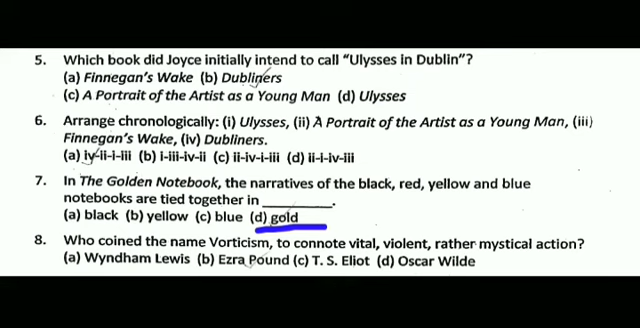 5. Which book did Joyce initially intend to call "Ulysses in Dublin"?
(a) Finnegan's Wake (b) Dubliners
(c) A Portrait of the Artist as a Young Man (d) Ulysses
6. Arrange chronologically: (i) Ulysses, (ii) A Portrait of the Artist as a Young Man, (iii)
Finnegan's Wake, (iv) Dubliners.
(a) iv-ii-i-iii (b) i-iii-iv-ii (c) ii-iv-i-iii (d) ii-i-iv-iii
7. In The Golden Notebook, the narratives of the black, red, yellow and blue
notebooks are tied together in __________.
(a) black (b) yellow (c) blue (d) gold
8. Who coined the name Vorticism, to connote vital, violent, rather mystical action?
(a) Wyndham Lewis (b) Ezra Pound (c) T. S. Eliot (d) Oscar Wilde